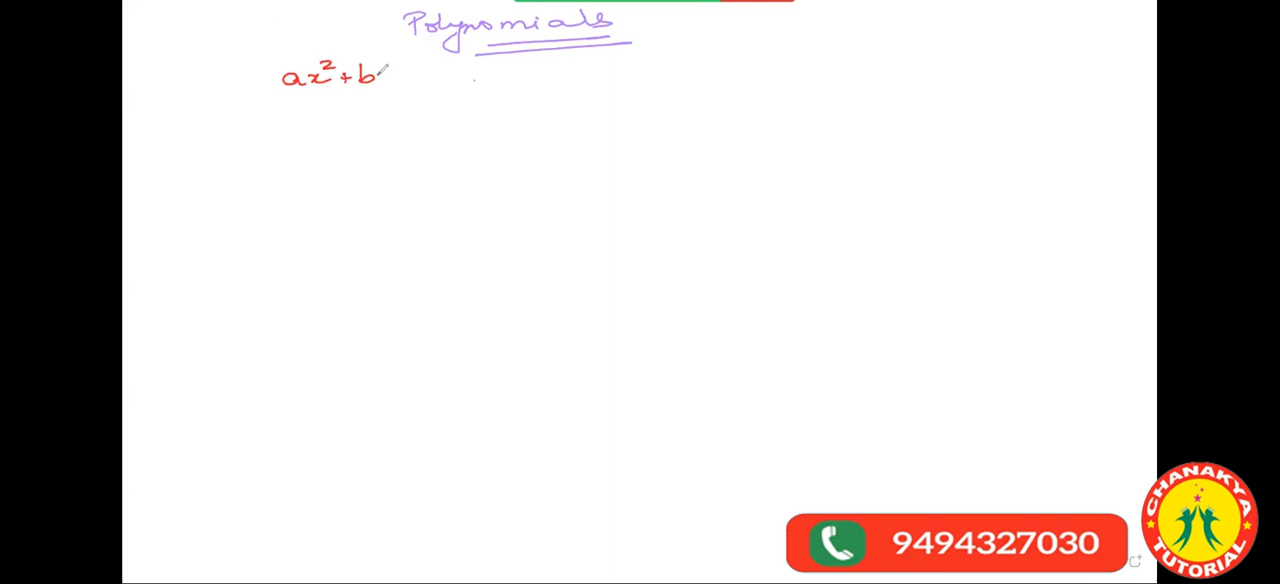 Polynomials
ax² + b
9494327030
CHANAKYA
TUTORIAL